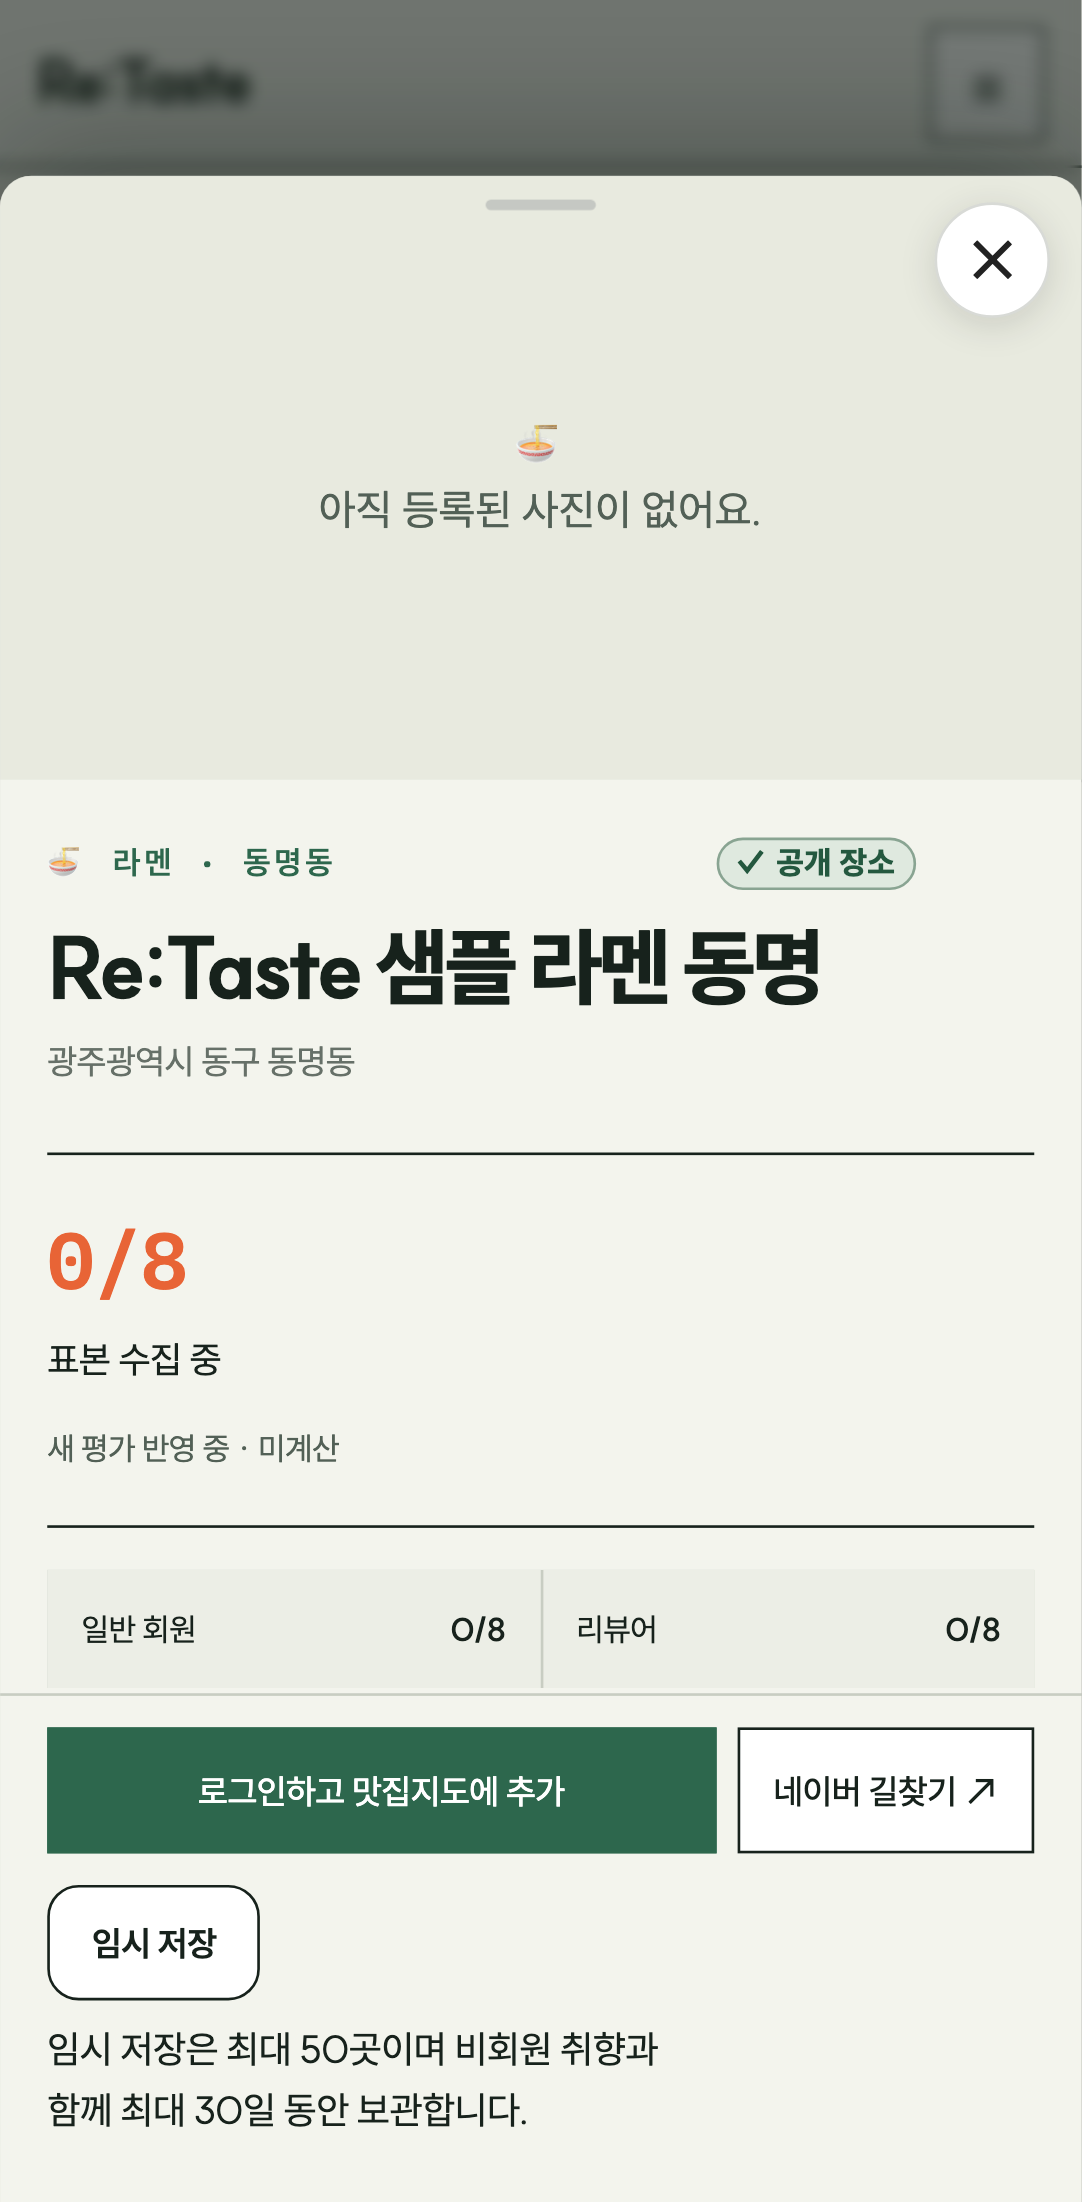 Re:Taste
아직 등록된 사진이 없어요.
라멘 · 동명동
✓ 공개 장소
Re:Taste 샘플 라멘 동명
광주광역시 동구 동명동
0/8
표본 수집 중
새 평가 반영 중 · 미계산
일반 회원 0/8 리뷰어 0/8
로그인하고 맛집지도에 추가 네이버 길찾기 ↗
임시 저장
임시 저장은 최대 50곳이며 비회원 취향과
함께 최대 30일 동안 보관합니다.